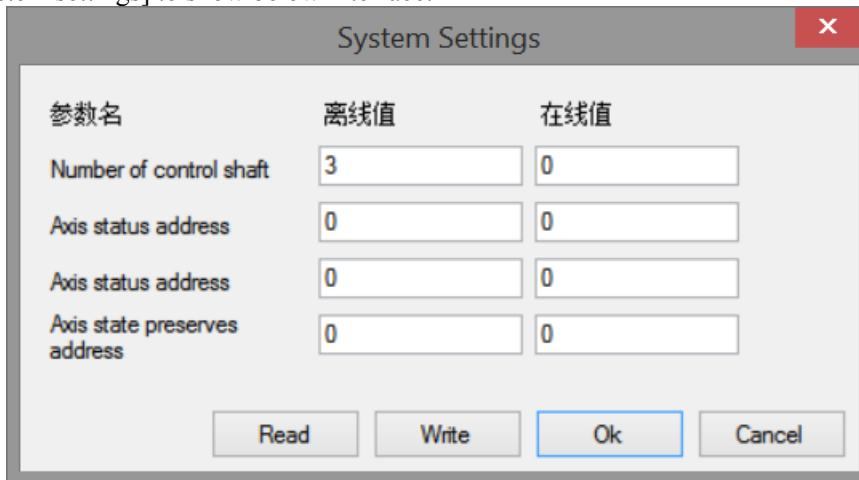 System Settings
参数名 离线值 在线值
Number of control shaft 3 0
Axis status address 0 0
Axis status address 0 0
Axis state preserves
address 0 0
Read Write Ok Cancel